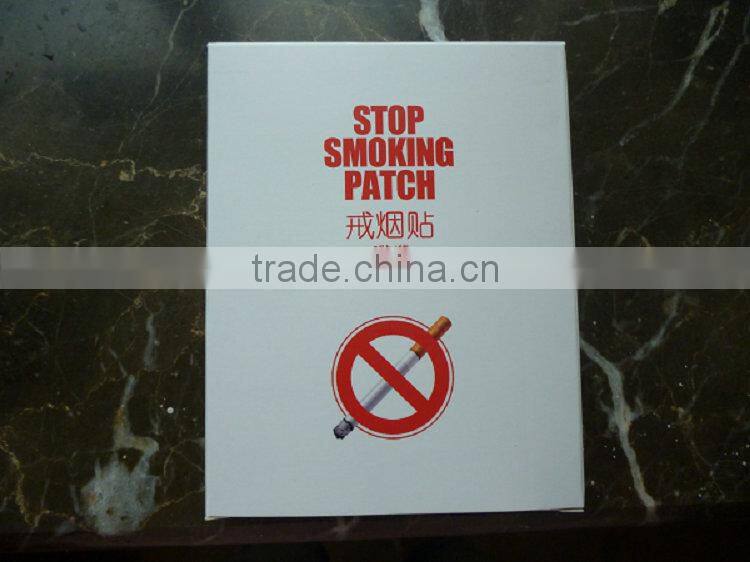 STOP
SMOKING
PATCH
戒烟贴
trade.china.cn